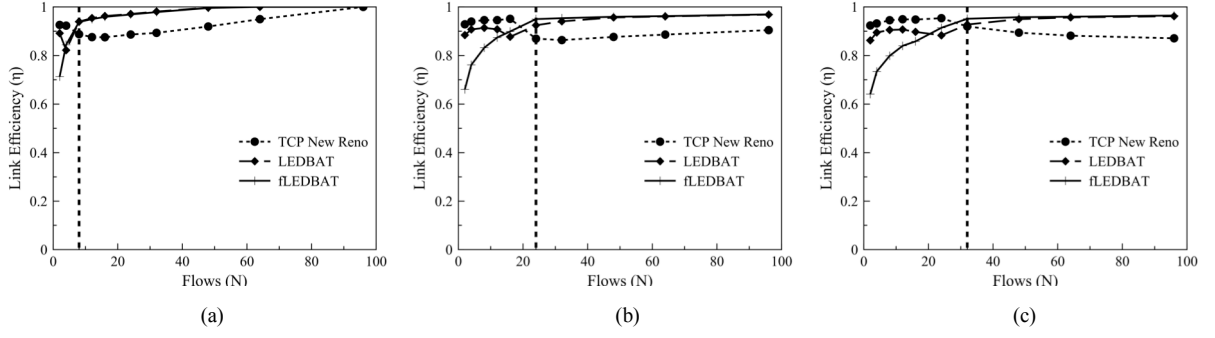 1
0.8
0.6
0.4
0.2
0
Link Efficiency (η)
TCP New Reno
LEDBAT
fLEDBAT
0 20 40 60 80 100
Flows (N)
(a)
1
0.8
0.6
0.4
0.2
0
Link Efficiency (η)
TCP New Reno
LEDBAT
fLEDBAT
0 20 40 60 80 100
Flows (N)
(b)
1
0.8
0.6
0.4
0.2
0
Link Efficiency (η)
TCP New Reno
LEDBAT
fLEDBAT
0 20 40 60 80 100
Flows (N)
(c)